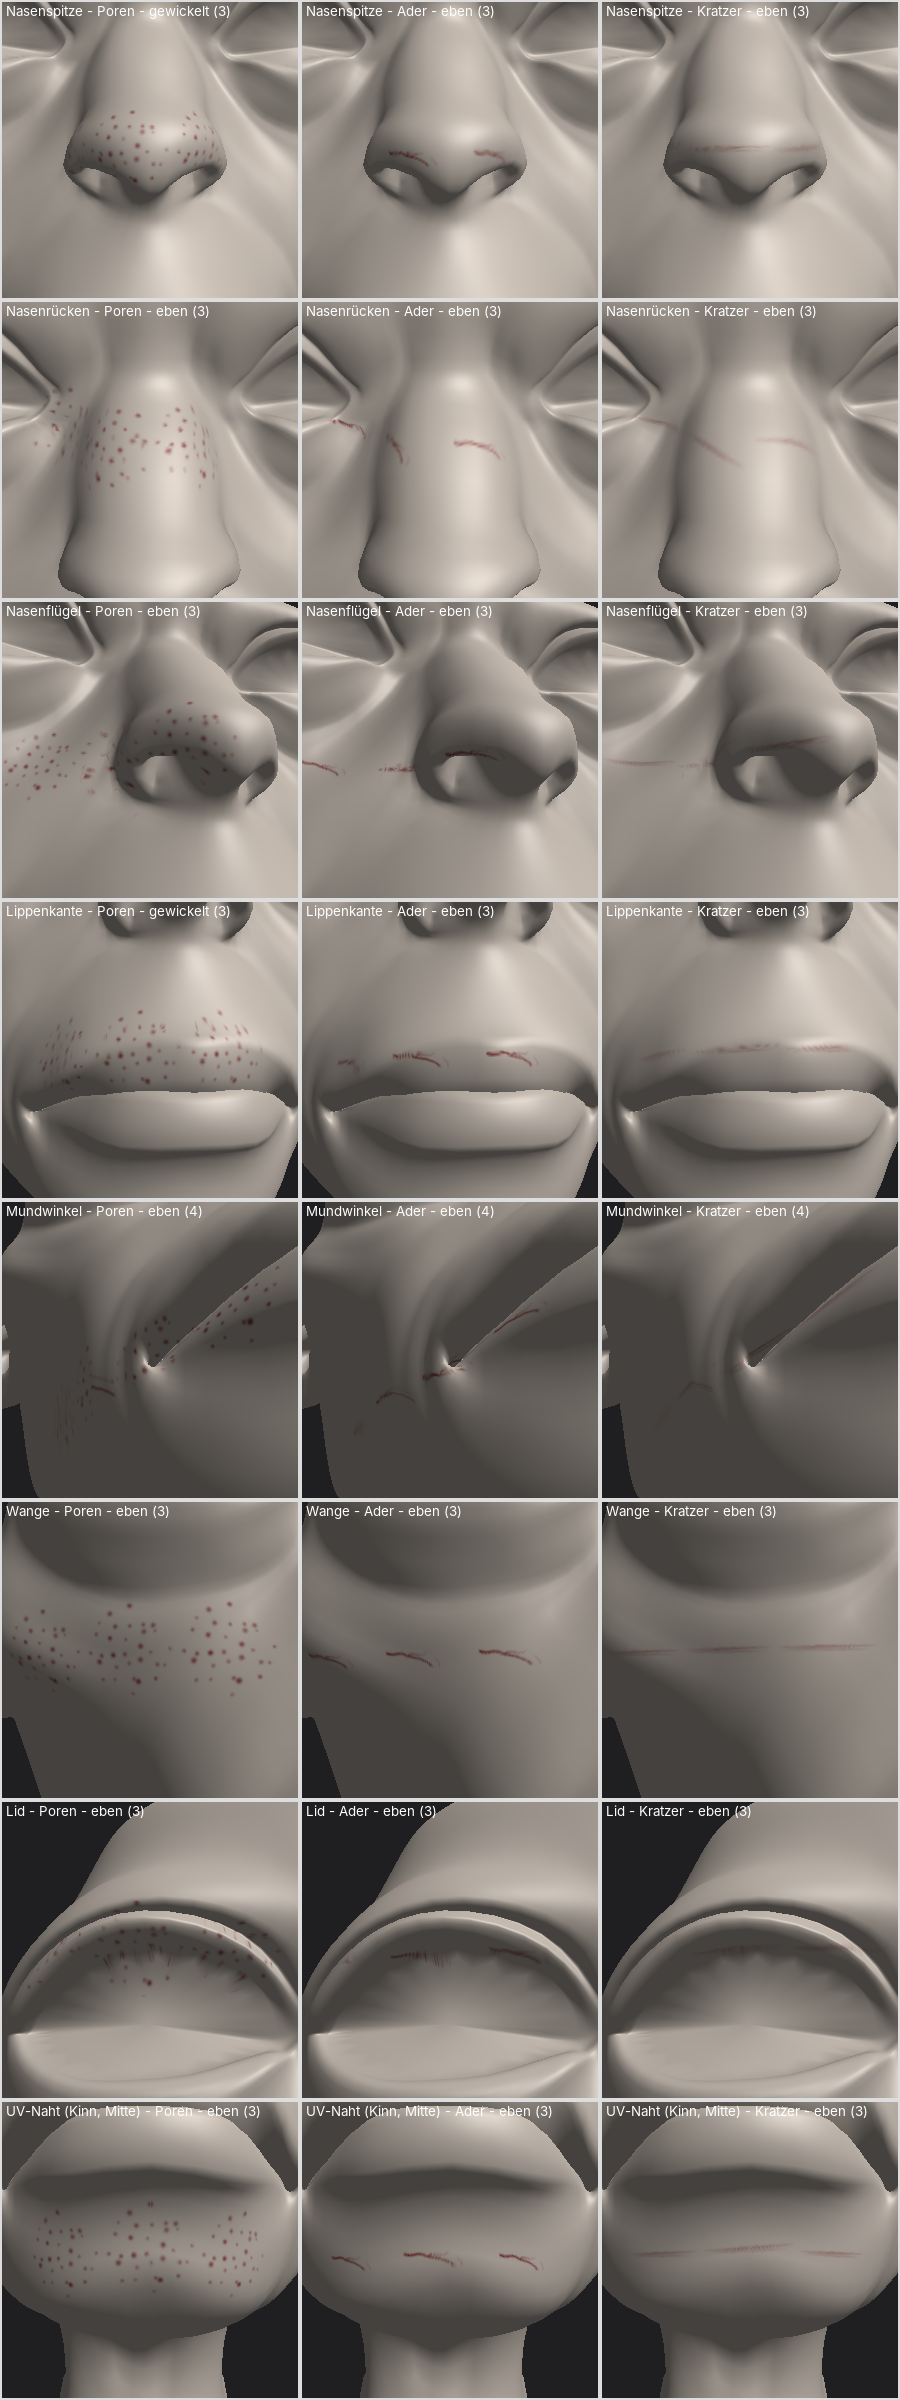 Nasenspitze - Poren - gewickelt (3)
Nasenspitze - Ader - eben (3)
Nasenspitze - Kratzer - eben (3)
Nasenrücken - Poren - eben (3)
Nasenrücken - Ader - eben (3)
Nasenrücken - Kratzer - eben (3)
Nasenflügel - Poren - eben (3)
Nasenflügel - Ader - eben (3)
Nasenflügel - Kratzer - eben (3)
Lippenkante - Poren - gewickelt (3)
Lippenkante - Ader - eben (3)
Lippenkante - Kratzer - eben (3)
Mundwinkel - Poren - eben (4)
Mundwinkel - Ader - eben (4)
Mundwinkel - Kratzer - eben (4)
Wange - Poren - eben (3)
Wange - Ader - eben (3)
Wange - Kratzer - eben (3)
Lid - Poren - eben (3)
Lid - Ader - eben (3)
Lid - Kratzer - eben (3)
UV-Naht (Kinn, Mitte) - Poren - eben (3)
UV-Naht (Kinn, Mitte) - Ader - eben (3)
UV-Naht (Kinn, Mitte) - Kratzer - eben (3)